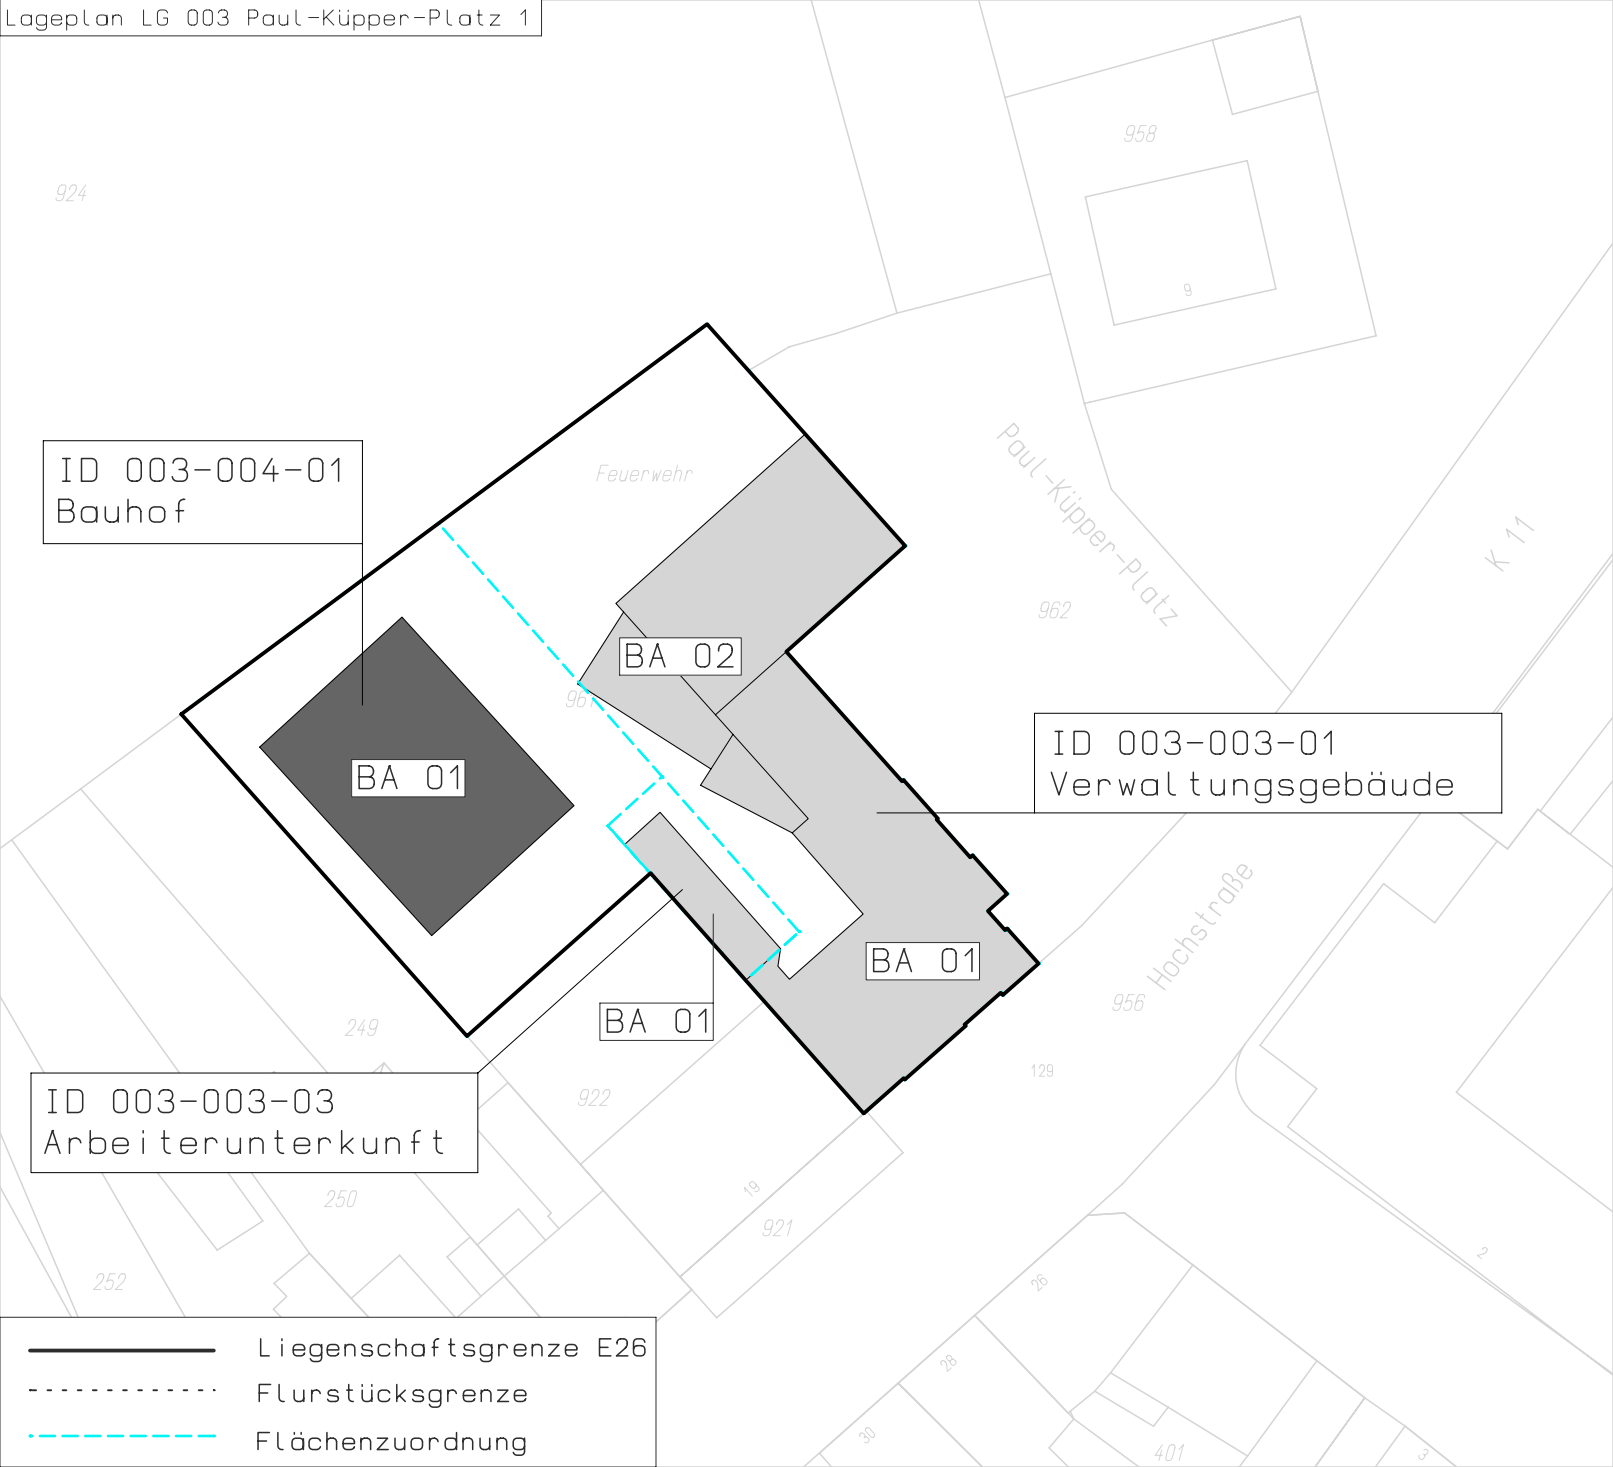 Lageplan LG 003 Paul-Küpper-Platz 1
958
924
9
ID 003-004-01
Bauhof
Feuerwehr
Paul-Küpper-Platz
K 11
962
BA 02
961
BA 01
ID 003-003-01
Verwaltungsgebäude
Hochstraße
BA 01
956
BA 01
249
129
922
ID 003-003-03
Arbeiterunterkunft
250
19
921
252
26
2
28
30
401
3
Liegenschaftsgrenze E26
Flurstücksgrenze
Flächenzuordnung